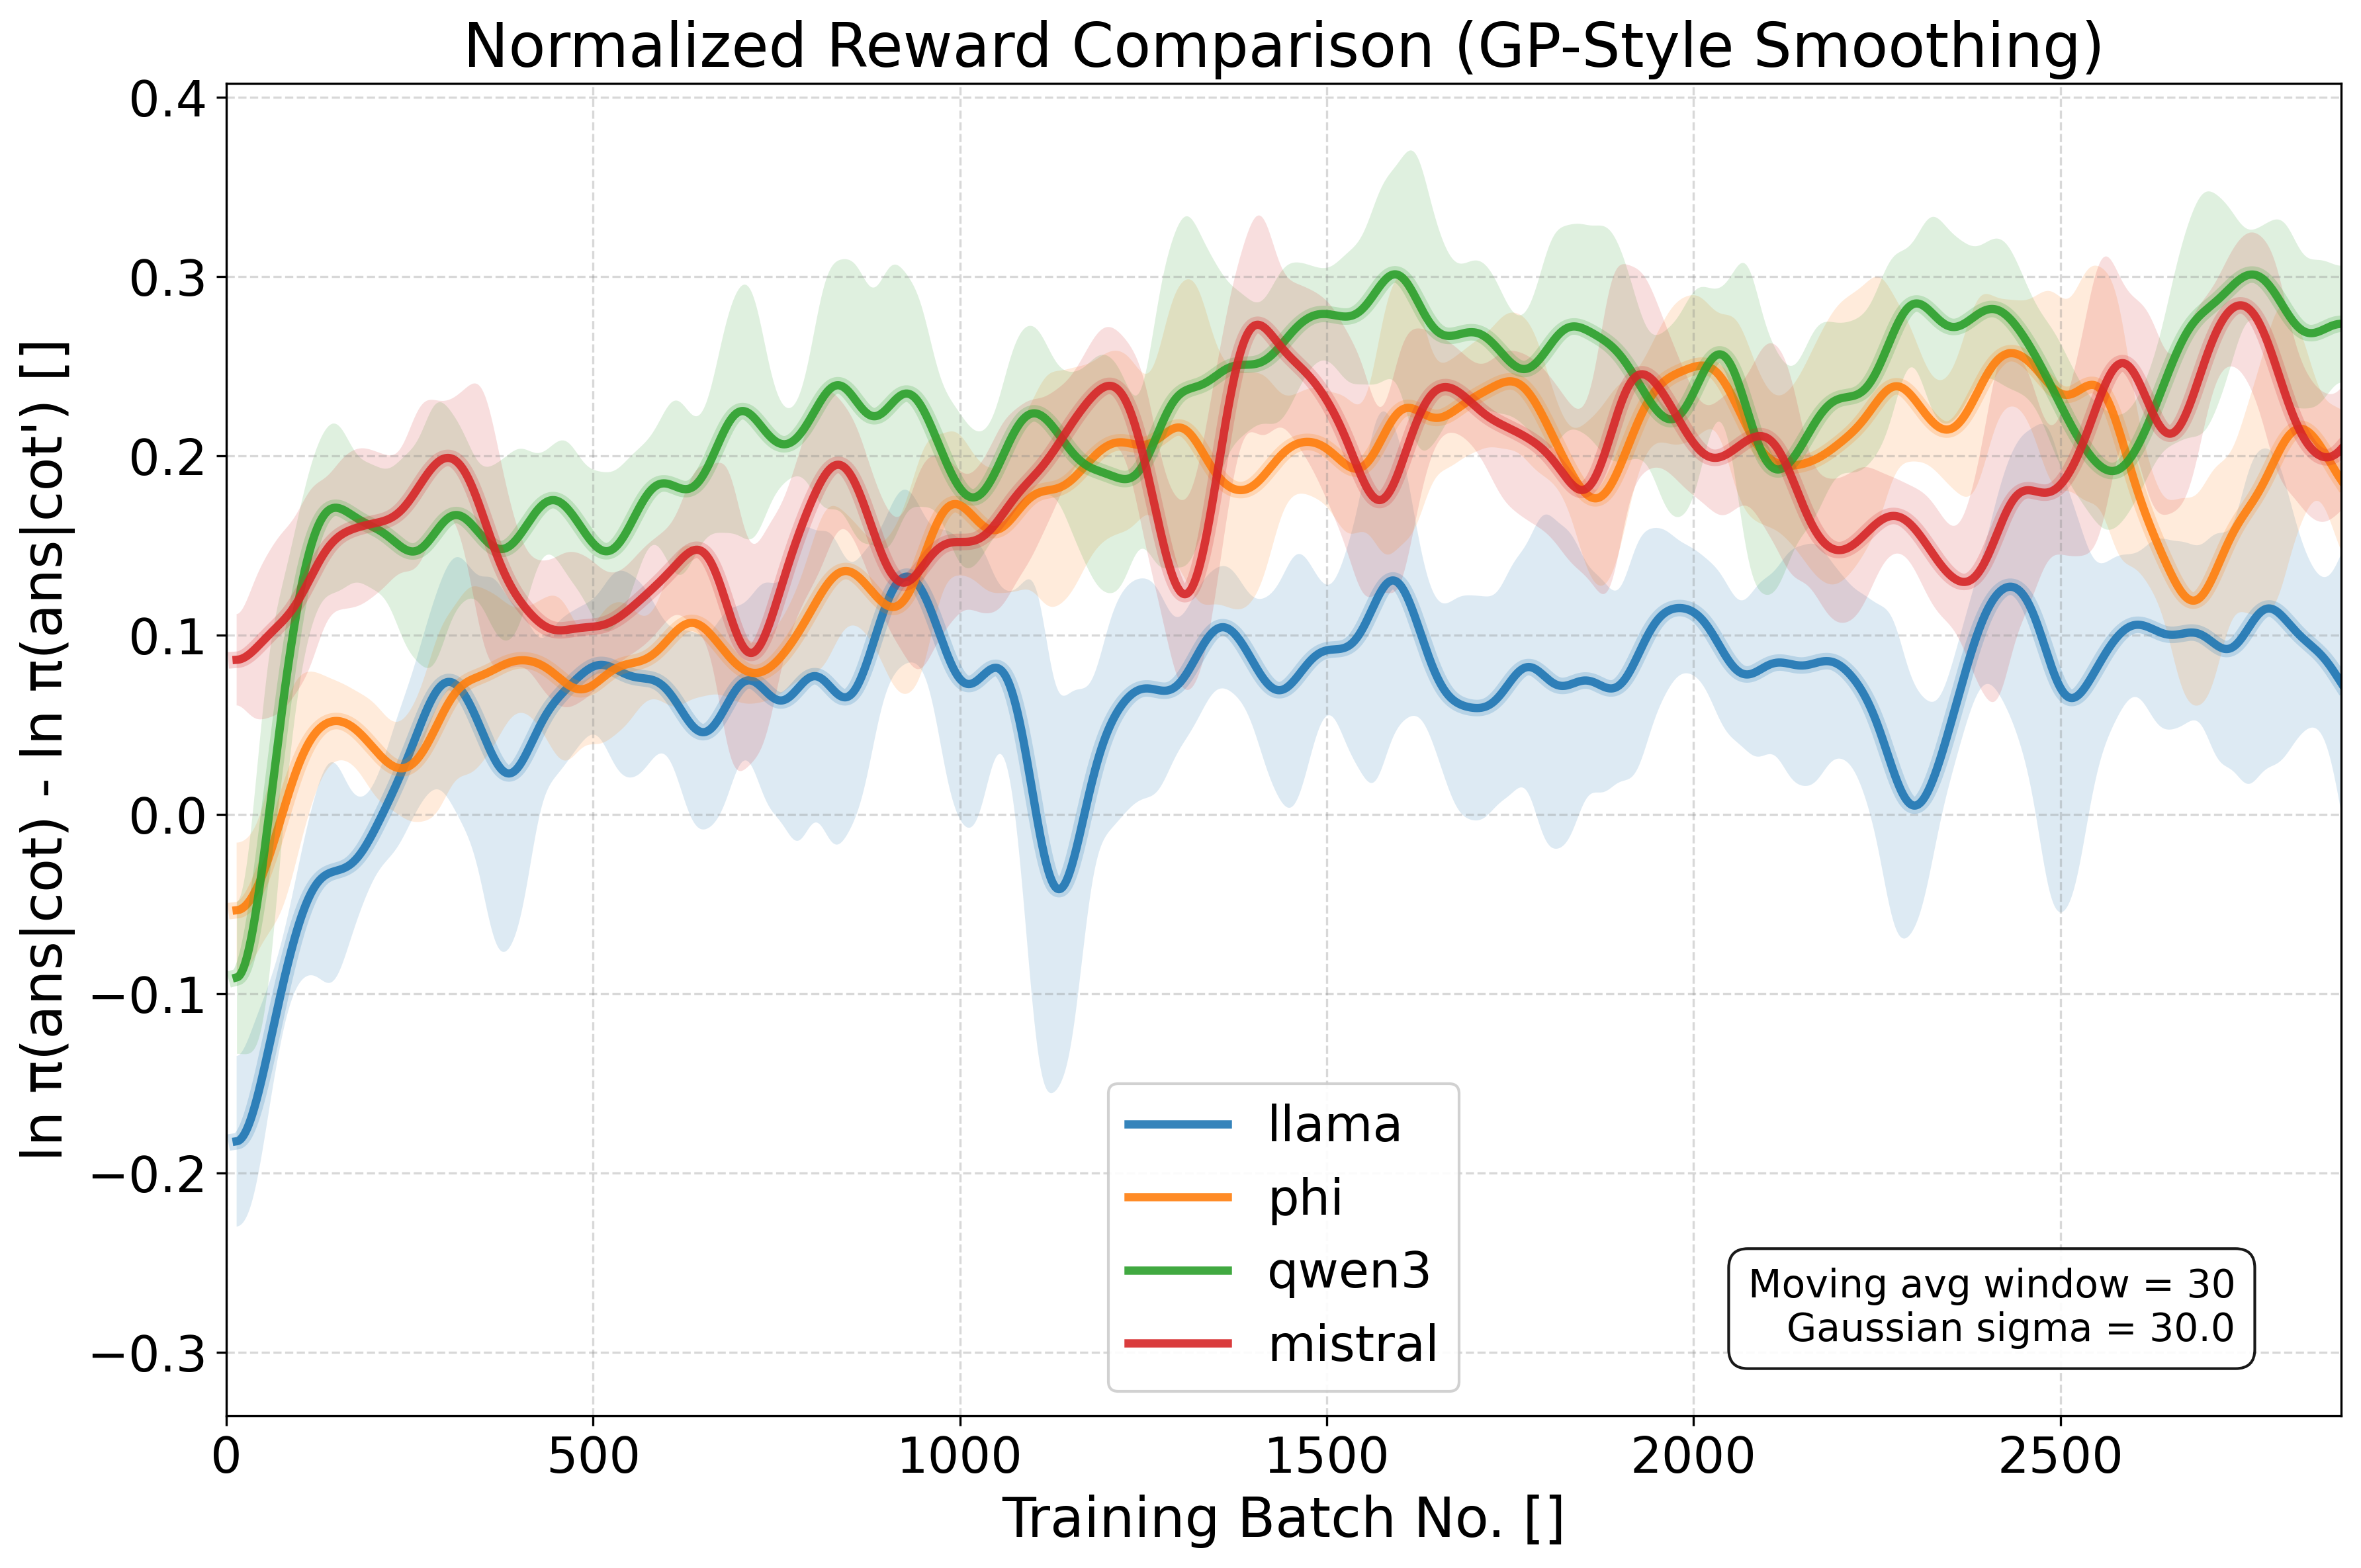 Normalized Reward Comparison (GP-Style Smoothing)
ln π(ans|cot) - ln π(ans|cot') []
0.4
0.3
0.2
0.1
0.0
−0.1
−0.2
−0.3
llama
phi
qwen3
mistral
Moving avg window = 30
Gaussian sigma = 30.0
0
500
1000
1500
2000
2500
Training Batch No. []